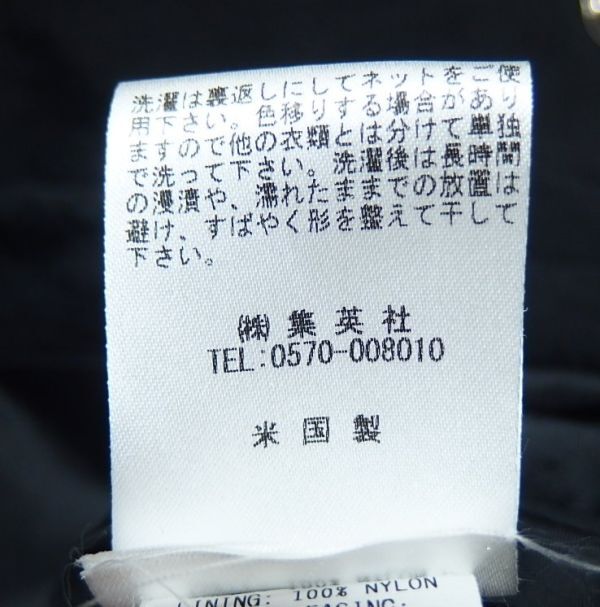 洗濯は裏返しにしてネットをご使
用下さい。色移りする場合があり
ますので他の衣類とは分けて単独
で洗って下さい。洗濯後は長時間
の浸漬や、濡れたままでの放置は
避け、すばやく形を整えて干して
下さい。
㈱集英社
TEL:0570-008010
米国製
LINING: 100% NYLON